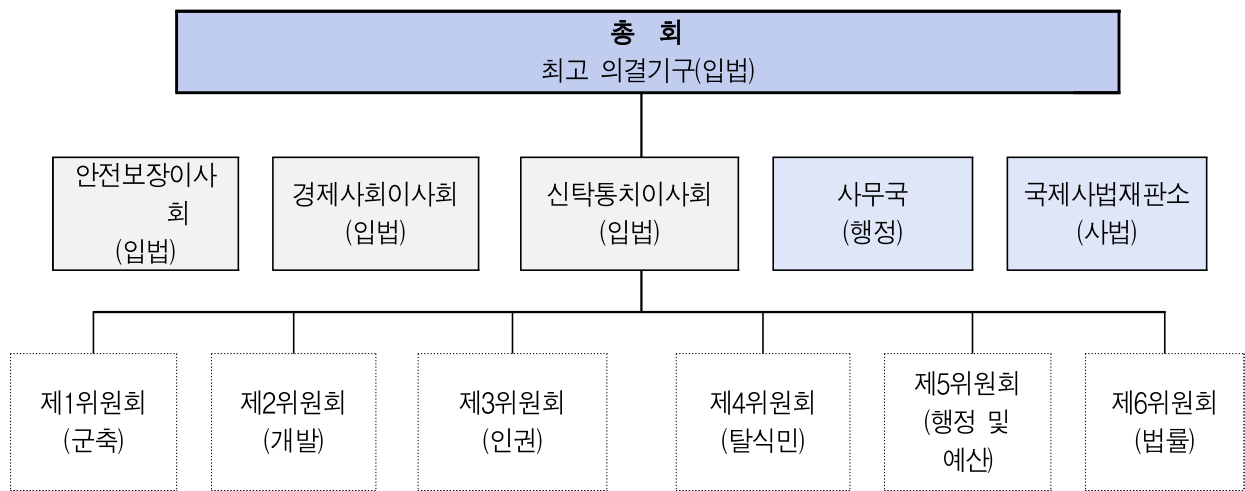 총 회
최고 의결기구(입법)
안전보장이사
회
(입법)
경제사회이사회
(입법)
신탁통치이사회
(입법)
사무국
(행정)
국제사법재판소
(사법)
제1위원회
(군축)
제2위원회
(개발)
제3위원회
(인권)
제4위원회
(탈식민)
제5위원회
(행정 및
예산)
제6위원회
(법률)